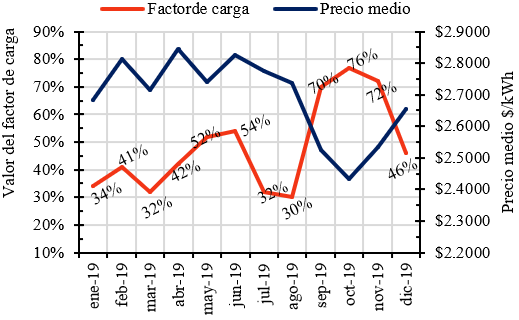 Factorde carga Precio medio
Valor del factor de carga
90%
80%
70%
60%
50%
40%
30%
20%
10%
34%
41%
32%
42%
52%
54%
32%
30%
70%
76%
72%
46%
$2.9000
$2.8000
$2.7000
$2.6000
$2.5000
$2.4000
$2.3000
$2.2000
Precio medio $/kWh
ene-19
feb-19
mar-19
abr-19
may-19
jun-19
jul-19
ago-19
sep-19
oct-19
nov-19
dic-19